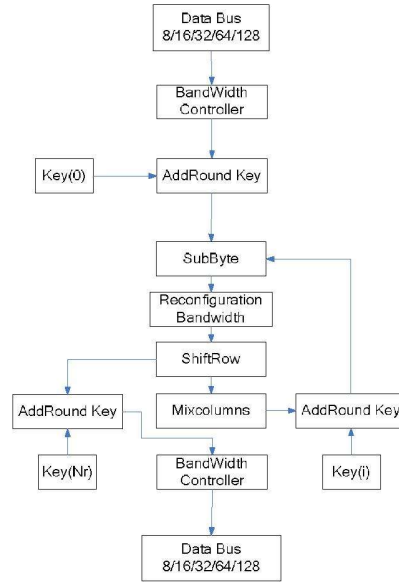 Data Bus
8/16/32/64/128
BandWidth
Controller
Key(0)
AddRound Key
SubByte
Reconfiguration
Bandwidth
ShiftRow
AddRound Key
Mixcolumns
AddRound Key
Key(Nr)
BandWidth
Controller
Key(i)
Data Bus
8/16/32/64/128